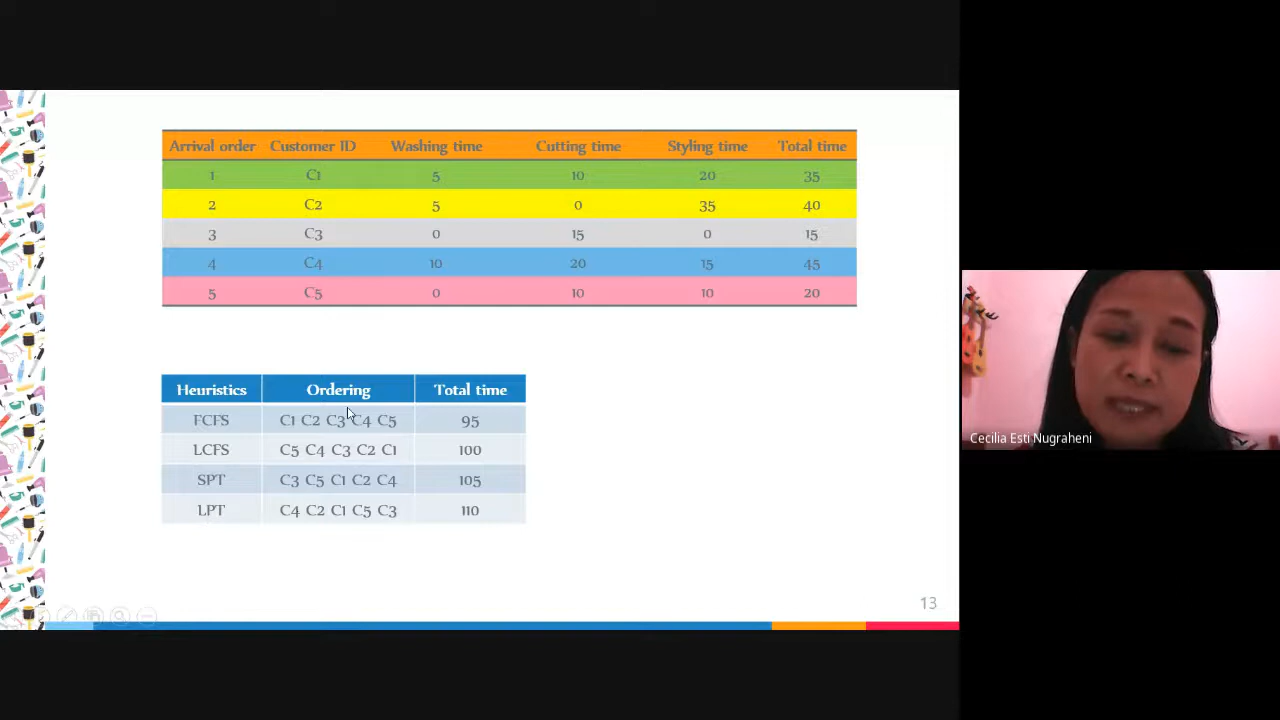 Arrival order Customer ID Washing time Cutting time Styling time Total time
1 C1 5 10 20 35
2 C2 5 0 35 40
3 C3 0 15 0 15
4 C4 10 20 15 45
5 C5 0 10 10 20
Heuristics Ordering Total time
FCFS C1 C2 C3 C4 C5 95
LCFS C5 C4 C3 C2 C1 100
SPT C3 C5 C1 C2 C4 105
LPT C4 C2 C1 C5 C3 110
Cecilia Esti Nugraheni
13